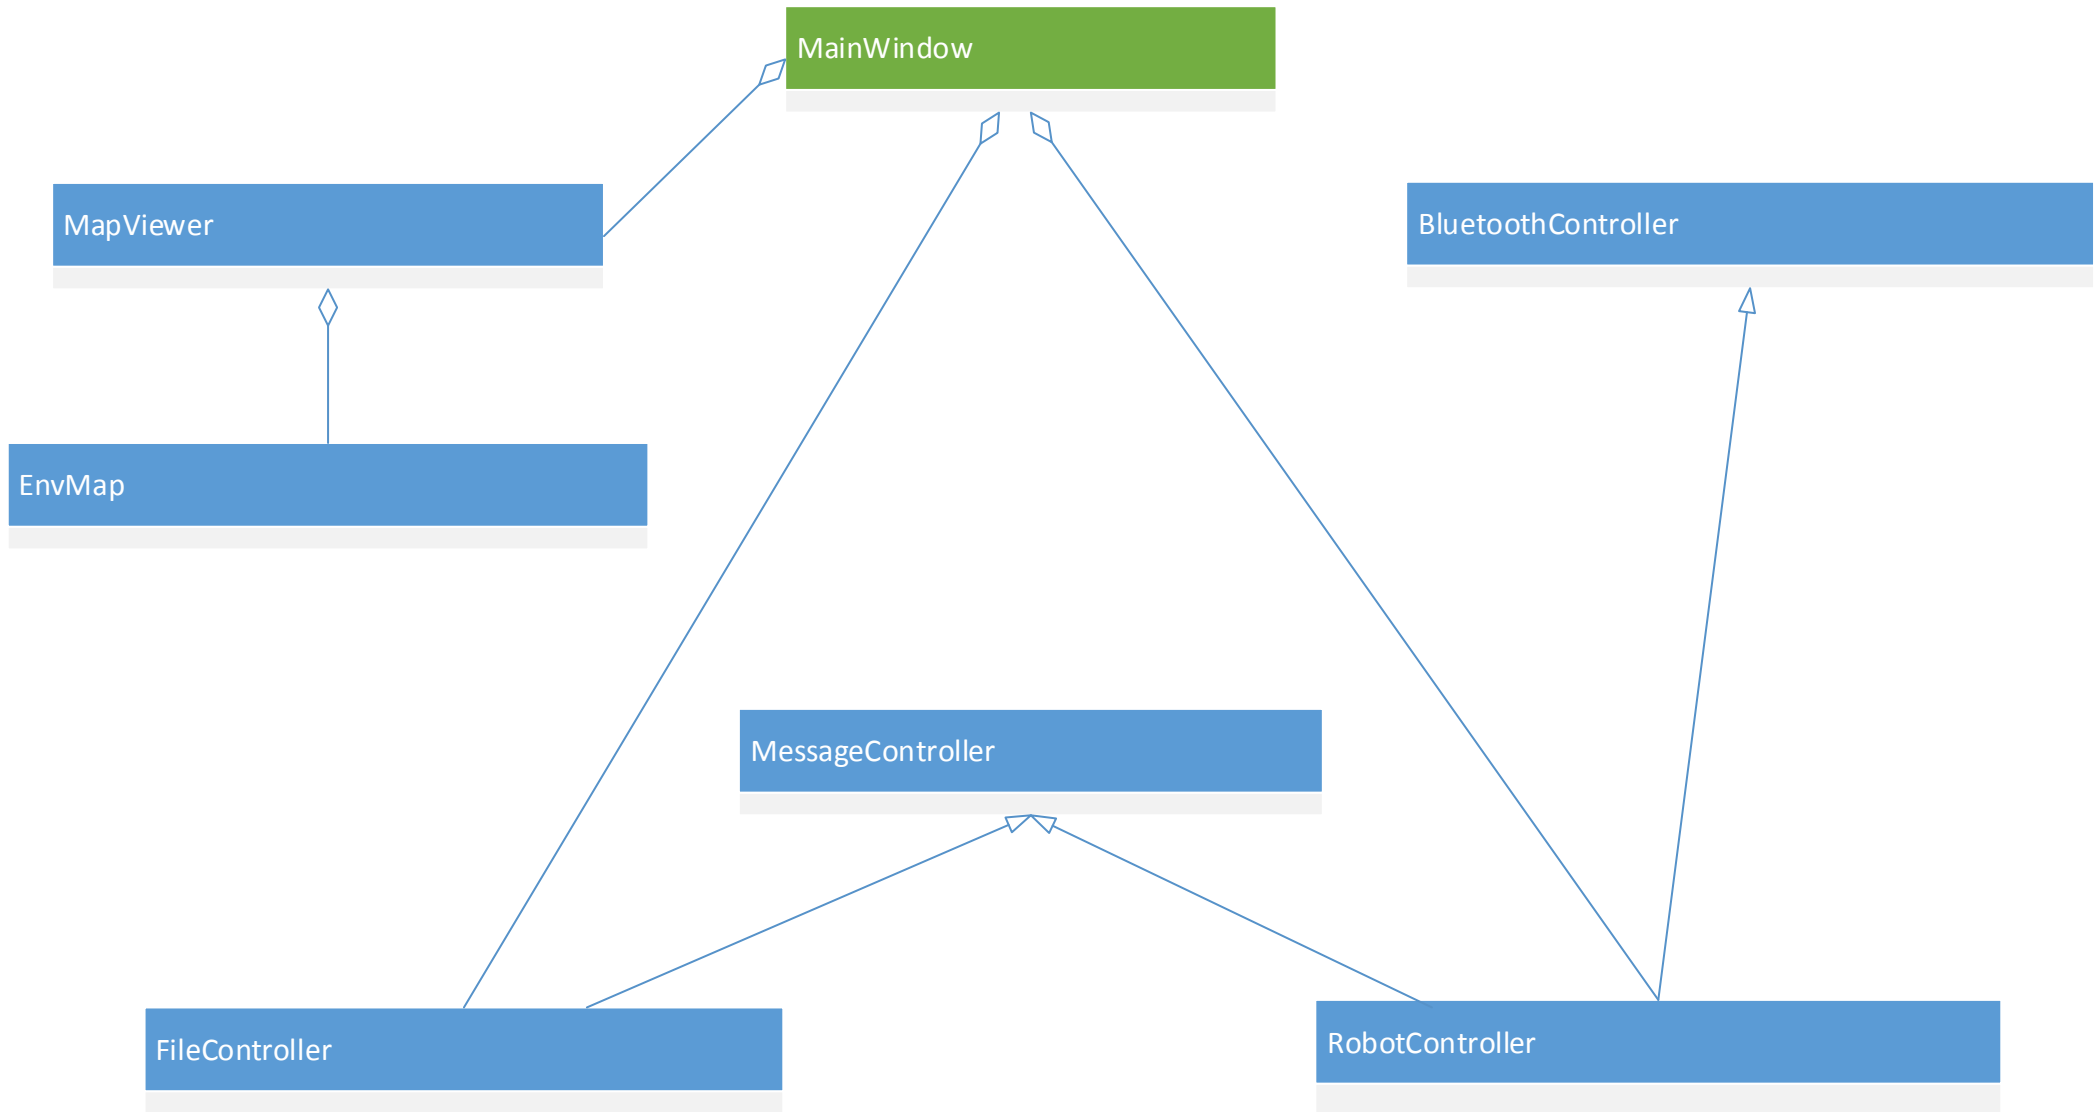 MainWindow
MapViewer
BluetoothController
EnvMap
MessageController
FileController
RobotController